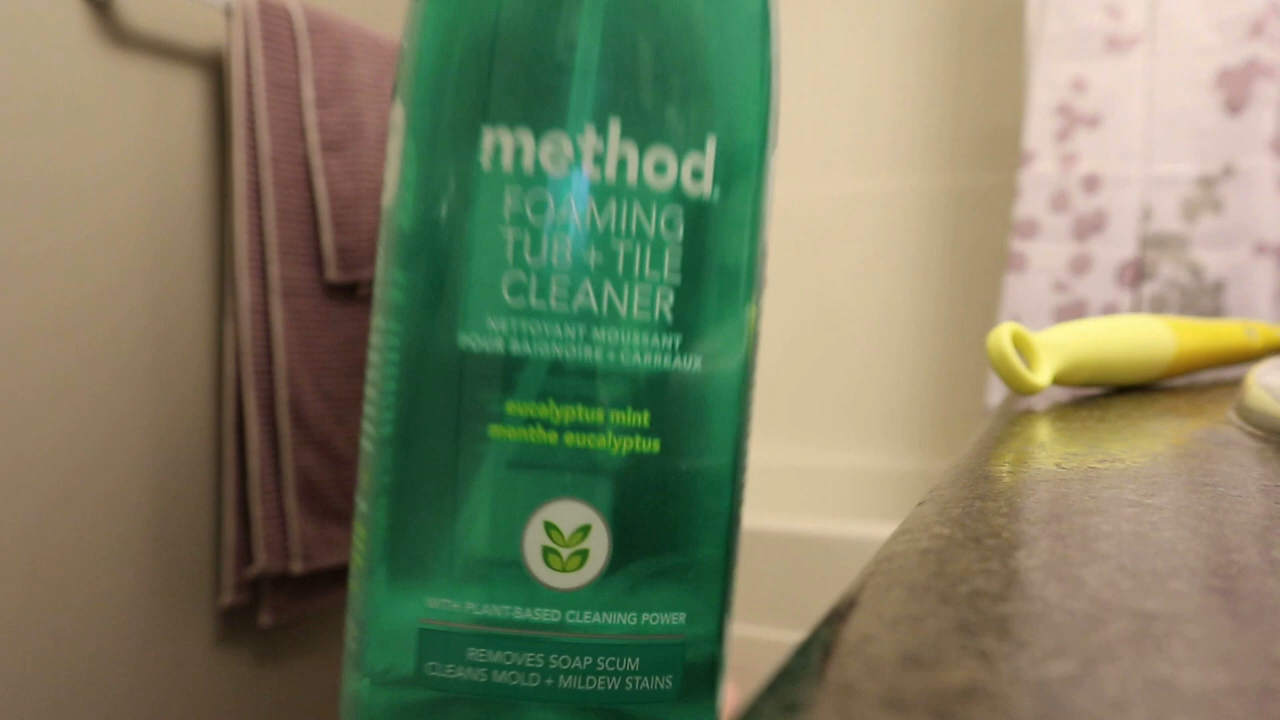 method.
FOAMING
TUB + TILE
CLEANER
NETTOYANT MOUSSANT
POUR BAIGNOIRE + CARREAUX
eucalyptus mint
menthe eucalyptus
WITH PLANT-BASED CLEANING POWER
REMOVES SOAP SCUM
CLEANS MOLD + MILDEW STAINS